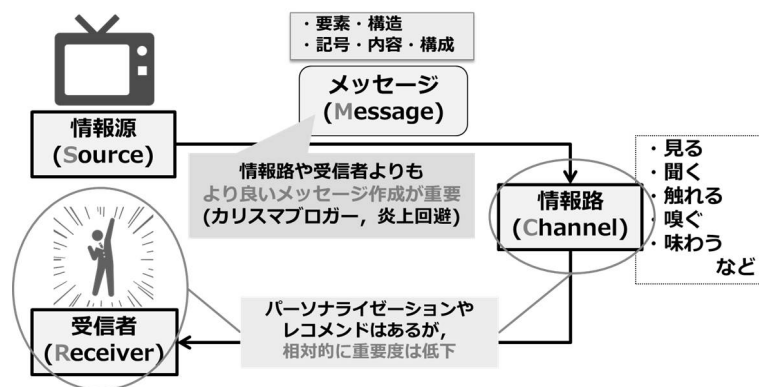 ・要素・構造
・記号・内容・構成
メッセージ
(Message)
情報源
(Source)
情報路や受信者よりも
より良いメッセージ作成が重要
(カリスマブロガー，炎上回避)
情報路
(Channel)
・見る
・聞く
・触れる
・嗅ぐ
・味わう
など
パーソナライゼーションや
レコメンドはあるが，
相対的に重要度は低下
受信者
(Receiver)